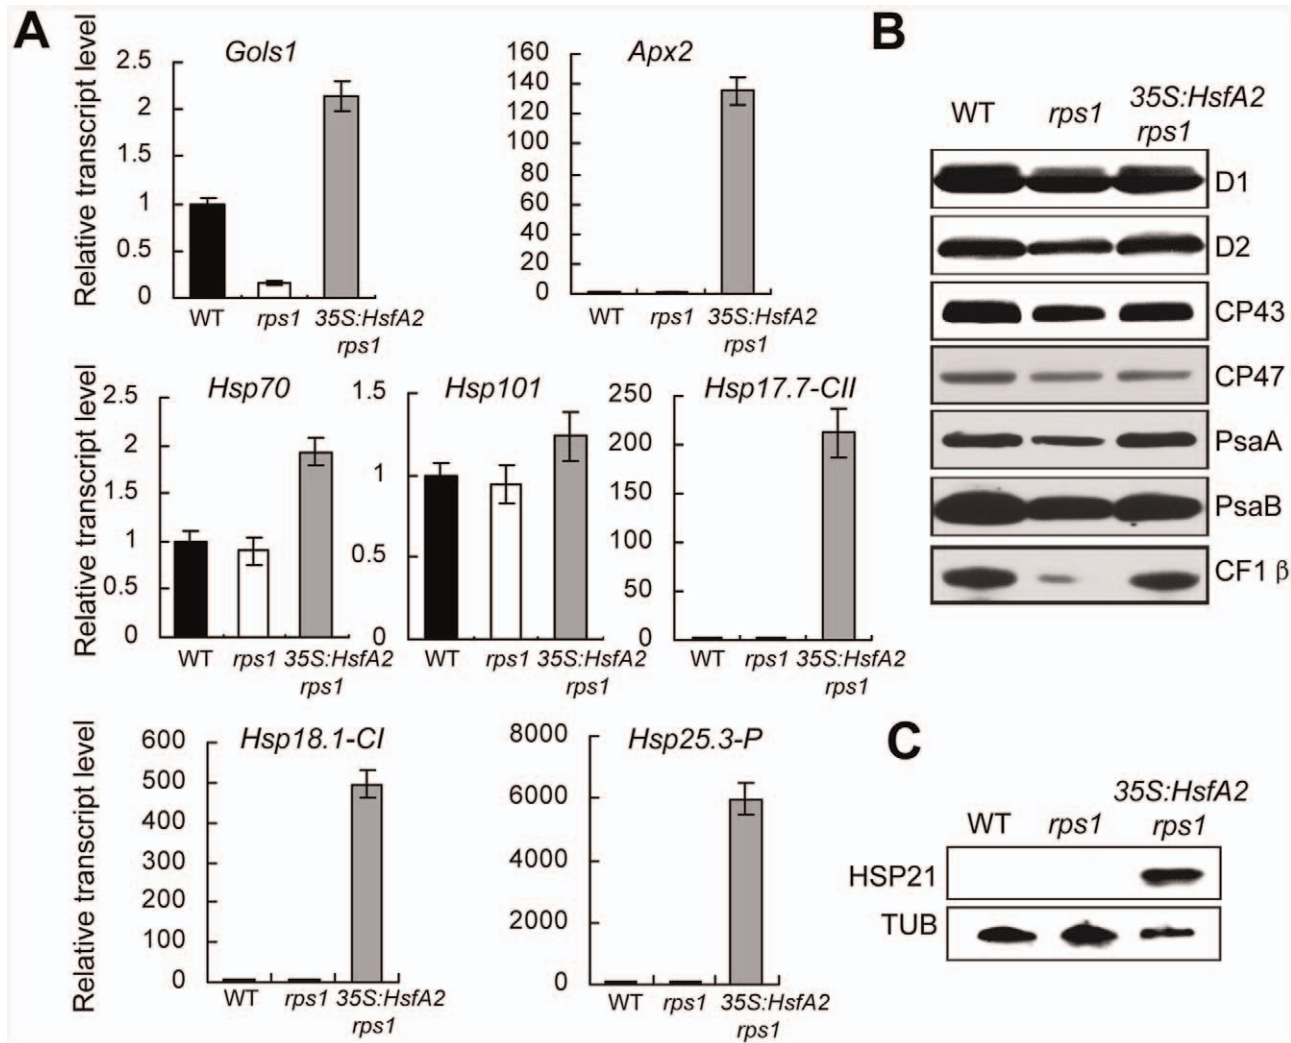 A
Relative transcript level
Gols1
2.5
2
1.5
1
0.5
0
WT
rps1
35S:HsfA2
rps1
Apx2
160
140
120
100
80
60
40
20
0
WT
rps1
35S:HsfA2
rps1
Relative transcript level
Hsp70
2.5
2
1.5
1
0.5
0
WT
rps1
35S:HsfA2
rps1
Hsp101
1.5
1
0.5
0
WT
rps1
35S:HsfA2
rps1
Hsp17.7-CII
250
200
150
100
50
0
WT
rps1
35S:HsfA2
rps1
Relative transcript level
Hsp18.1-CI
600
500
400
300
200
100
0
WT
rps1
35S:HsfA2
rps1
Hsp25.3-P
8000
6000
4000
2000
0
WT
rps1
35S:HsfA2
rps1
B
WT
rps1
35S:HsfA2
rps1
D1
D2
CP43
CP47
PsaA
PsaB
CF1 β
C
WT
rps1
35S:HsfA2
rps1
HSP21
TUB